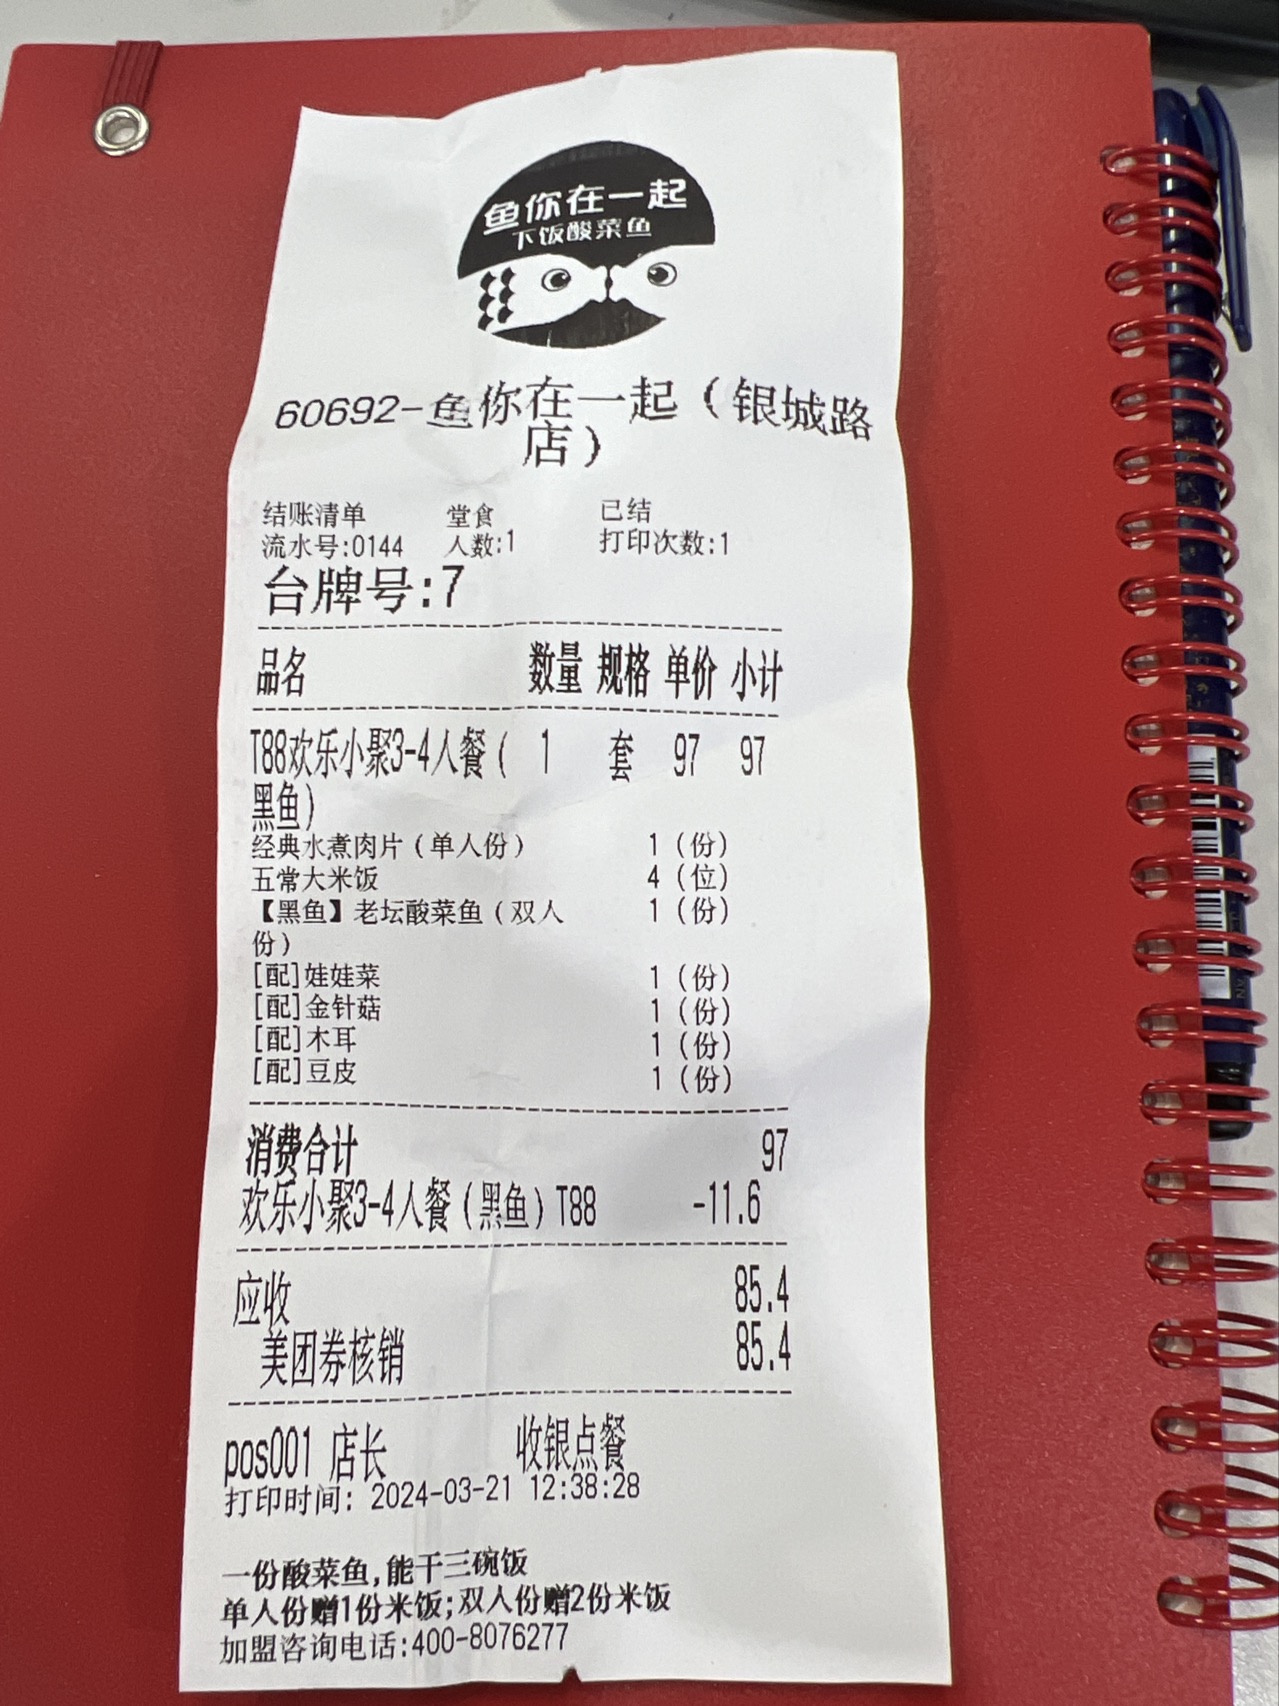 鱼你在一起
下饭酸菜鱼
60692-鱼你在一起（银城路
店）
结账清单 堂食 已结
流水号:0144 人数:1 打印次数:1
台牌号:7
品名 数量 规格 单价 小计
T88欢乐小聚3-4人餐（ 1 套 97 97
黑鱼）
经典水煮肉片（单人份） 1（份）
五常大米饭 4（位）
【黑鱼】老坛酸菜鱼（双人 1（份）
份）
[配]娃娃菜 1（份）
[配]金针菇 1（份）
[配]木耳 1（份）
[配]豆皮 1（份）
消费合计 97
欢乐小聚3-4人餐（黑鱼）T88 -11.6
应收 85.4
美团券核销 85.4
pos001 店长 收银点餐
打印时间: 2024-03-21 12:38:28
一份酸菜鱼,能干三碗饭
单人份赠1份米饭;双人份赠2份米饭
加盟咨询电话:400-8076277